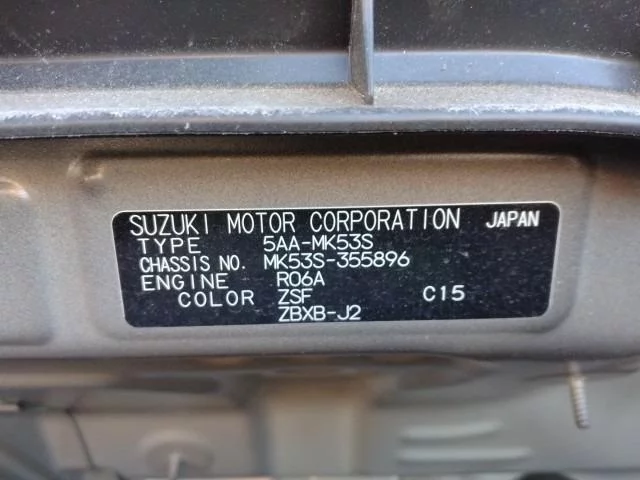 SUZUKI MOTOR CORPORATION JAPAN
TYPE 5AA-MK53S
CHASSIS NO. MK53S-355896
ENGINE R06A
COLOR ZSF C15
ZBXB-J2